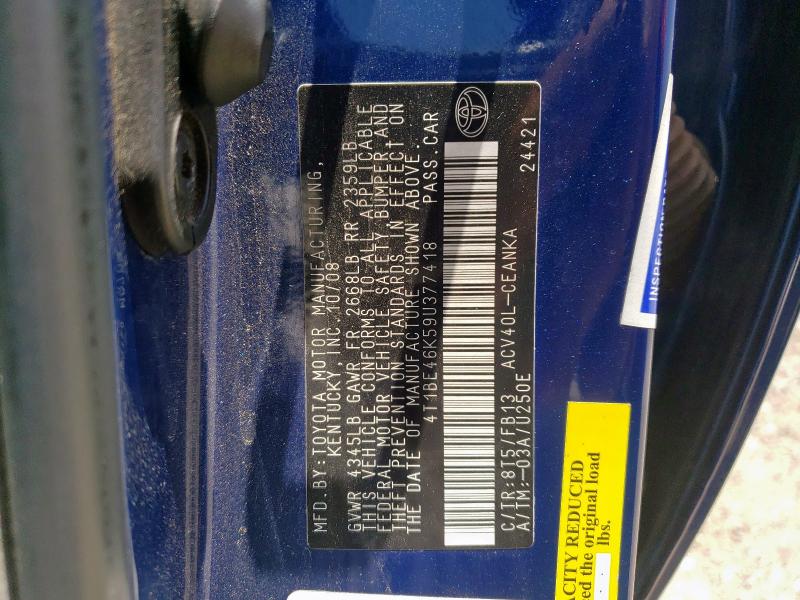 MFD. BY: TOYOTA MOTOR MANUFACTURING,
KENTUCKY, INC. 10/08
GVWR 4345LB GAWR FR 2668LB RR 2359LB
THIS VEHICLE CONFORMS TO ALL APPLICABLE
FEDERAL MOTOR VEHICLE SAFETY, BUMPER, AND
THEFT PREVENTION STANDARDS IN EFFECT ON
THE DATE OF MANUFACTURE SHOWN ABOVE.
4T1BE46K59U377418 PASS. CAR
C/TR: 8T5/FB13 ACV40L-CEANKA
A/TM: -03A/U250E 24421
INSPECTION
ACITY REDUCED
ed the original load
lbs.